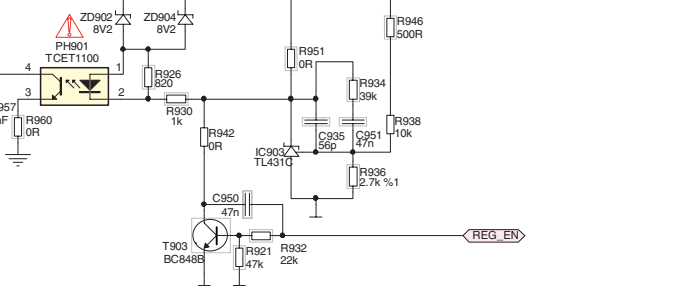 ZD902
8V2
ZD904
8V2
R946
500R
PH901
TCET1100
R951
0R
4
1
R926
820
R934
39k
3
2
957
nF
R960
0R
R930
1k
R942
0R
C935
56p
C951
47n
R938
10k
IC903
TL431C
R936
2.7k %1
C950
47n
T903
BC848B
R921
47k
R932
22k
REG_EN